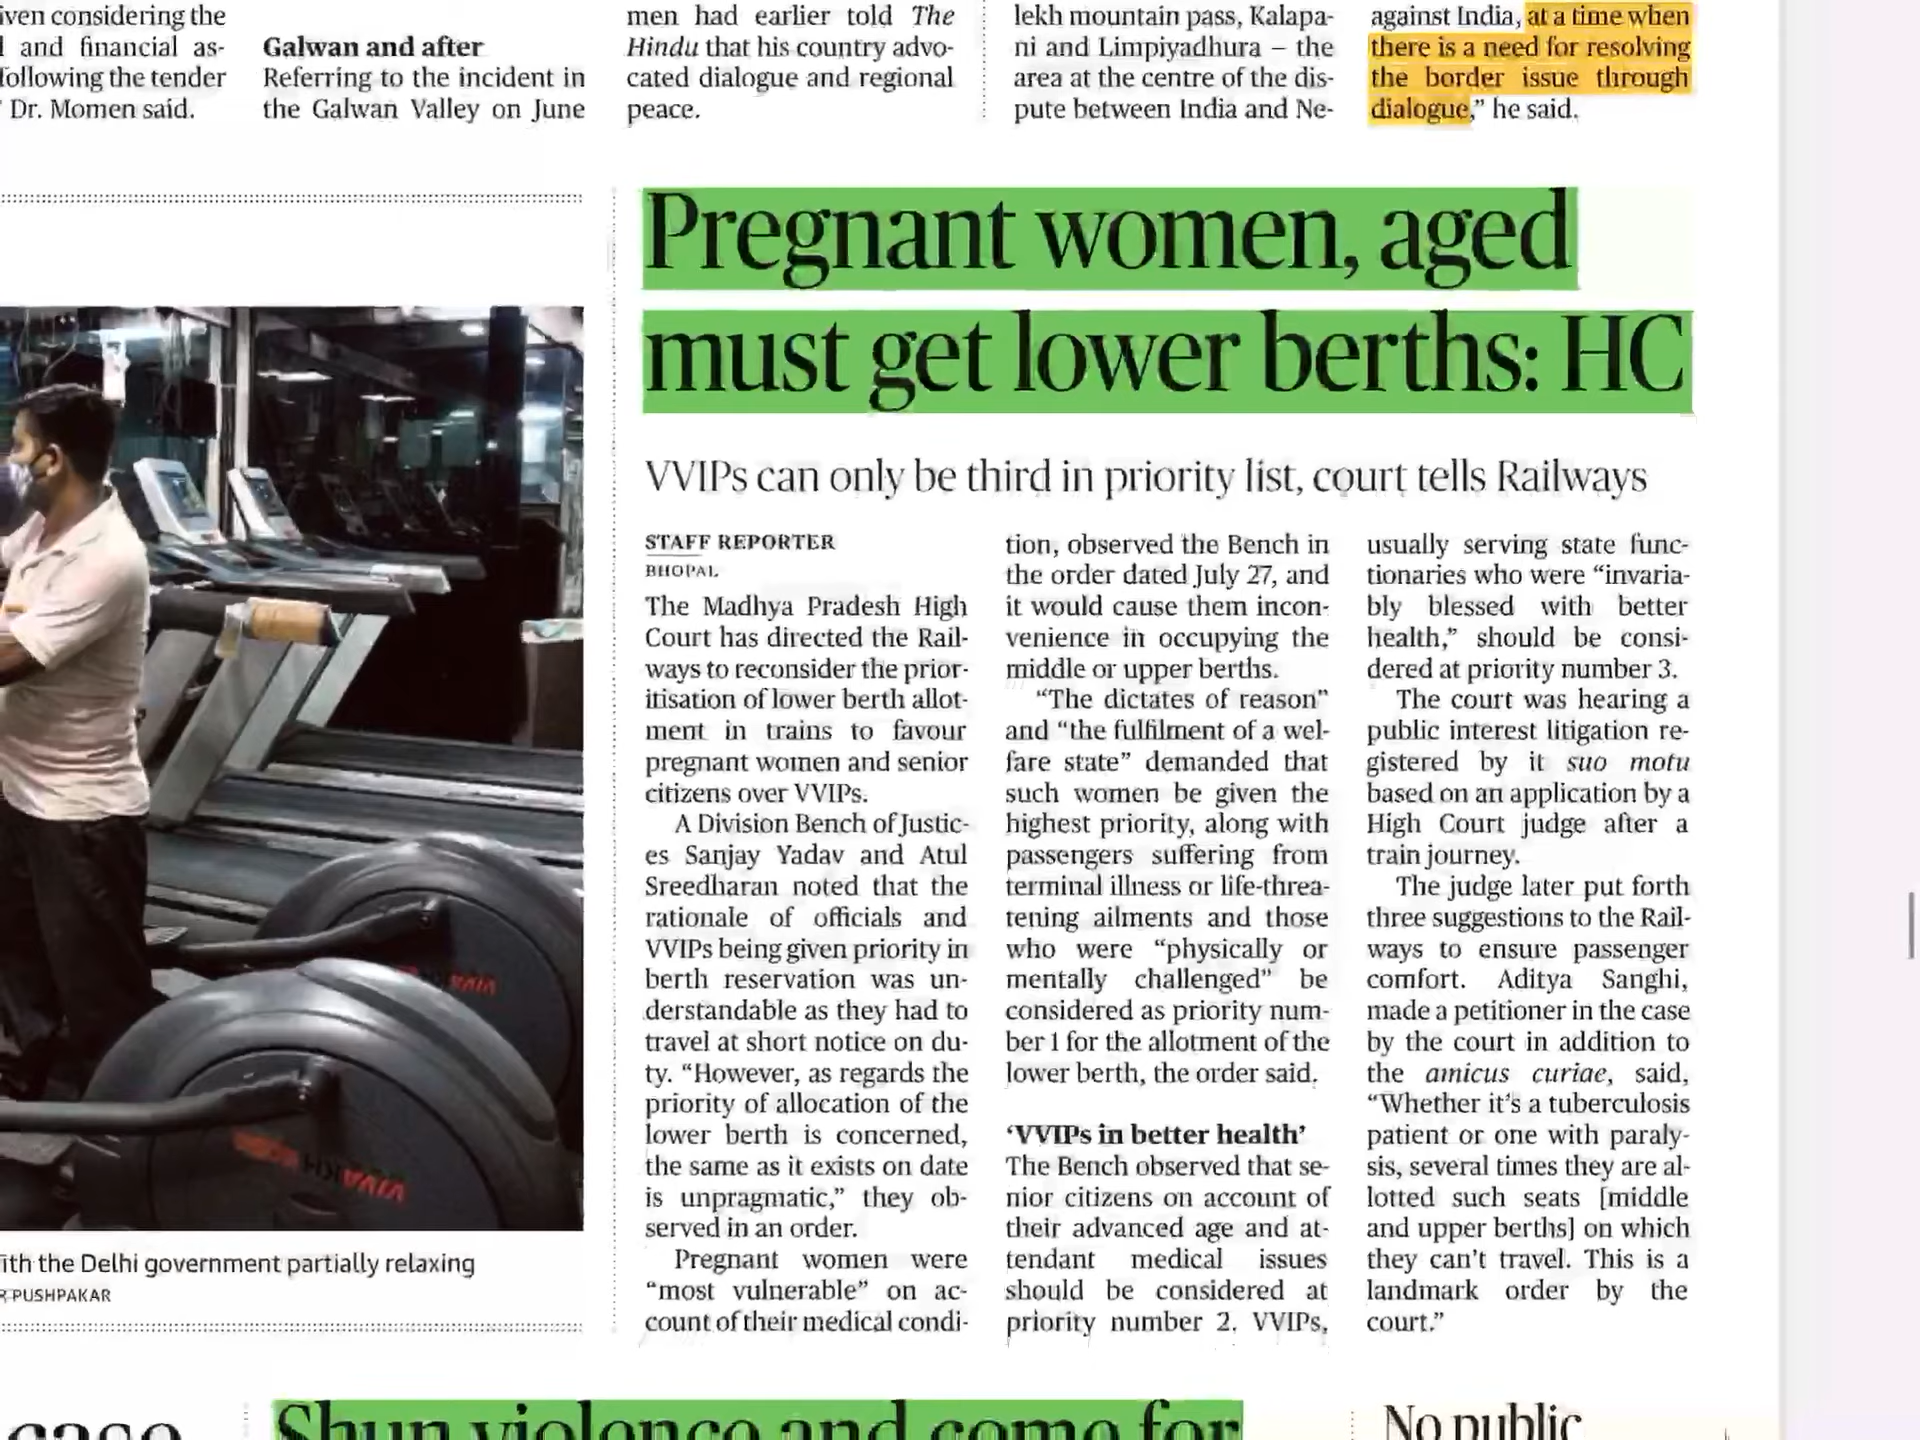 iven considering the
and financial as-
following the tender
Dr. Momen said.
Galwan and after
Referring to the incident in
the Galwan Valley on June
men had earlier told The
Hindu that his country advo-
cated dialogue and regional
peace.
lekh mountain pass, Kalapa-
ni and Limpiyadhura – the
area at the centre of the dis-
pute between India and Ne-
against India, at a time when
there is a need for resolving
the border issue through
dialogue,” he said.
ith the Delhi government partially relaxing
R PUSHPAKAR
Pregnant women, aged
must get lower berths: HC
VVIPs can only be third in priority list, court tells Railways
STAFF REPORTER
BHOPAL
The Madhya Pradesh High
Court has directed the Rail-
ways to reconsider the prior-
itisation of lower berth allot-
ment in trains to favour
pregnant women and senior
citizens over VVIPs.
A Division Bench of Justic-
es Sanjay Yadav and Atul
Sreedharan noted that the
rationale of officials and
VVIPs being given priority in
berth reservation was un-
derstandable as they had to
travel at short notice on du-
ty. “However, as regards the
priority of allocation of the
lower berth is concerned,
the same as it exists on date
is unpragmatic,” they ob-
served in an order.
Pregnant women were
“most vulnerable” on ac-
count of their medical condi-
tion, observed the Bench in
the order dated July 27, and
it would cause them incon-
venience in occupying the
middle or upper berths.
“The dictates of reason”
and “the fulfilment of a wel-
fare state” demanded that
such women be given the
highest priority, along with
passengers suffering from
terminal illness or life-threa-
tening ailments and those
who were “physically or
mentally challenged” be
considered as priority num-
ber 1 for the allotment of the
lower berth, the order said.
‘VVIPs in better health’
The Bench observed that se-
nior citizens on account of
their advanced age and at-
tendant medical issues
should be considered at
priority number 2. VVIPs,
usually serving state func-
tionaries who were “invaria-
bly blessed with better
health,” should be consi-
dered at priority number 3.
The court was hearing a
public interest litigation re-
gistered by it suo motu
based on an application by a
High Court judge after a
train journey.
The judge later put forth
three suggestions to the Rail-
ways to ensure passenger
comfort. Aditya Sanghi,
made a petitioner in the case
by the court in addition to
the amicus curiae, said,
“Whether it’s a tuberculosis
patient or one with paraly-
sis, several times they are al-
lotted such seats [middle
and upper berths] on which
they can’t travel. This is a
landmark order by the
court.”
case
Shun violence and come for
No public